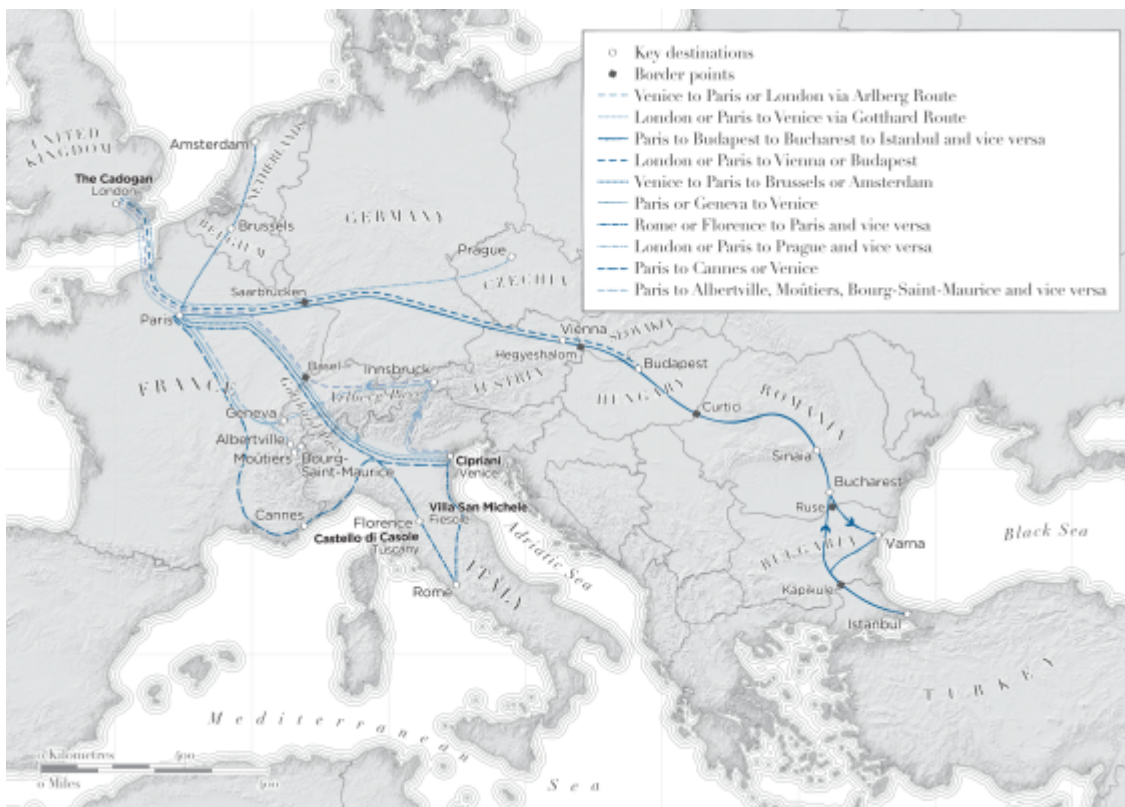 Key destinations
Border points
Venice to Paris or London via Arlberg Route
London or Paris to Venice via Gotthard Route
Paris to Budapest to Bucharest to Istanbul and vice versa
London or Paris to Vienna or Budapest
Venice to Paris to Brussels or Amsterdam
Paris or Geneva to Venice
Rome or Florence to Paris and vice versa
London or Paris to Prague and vice versa
Paris to Cannes or Venice
Paris to Albertville, Moûtiers, Bourg-Saint-Maurice and vice versa
UNITED
KINGDOM
Amsterdam
NETHERLANDS
The Cadogan
London
Brussels
BELGIUM
GERMANY
Prague
CZECHIA
Saarbrücken
Paris
Vienna
SLOVAKIA
Hegyeshalom
Budapest
Basel
Innsbruck
AUSTRIA
FRANCE
HUNGARY
ROMANIA
Curtici
Geneva
Albertville
Moûtiers
Bourg-
Saint-Maurice
Cipriani
Venice
Sinaia
Bucharest
Ruse
Villa San Michele
Fiesole
Cannes
Florence
Castello di Casole
Tuscany
Adriatic Sea
BULGARIA
Varna
Black Sea
ITALY
Rome
Kapikule
Istanbul
TURKEY
Mediterranean
Sea
0 Kilometres 400
0 Miles 400